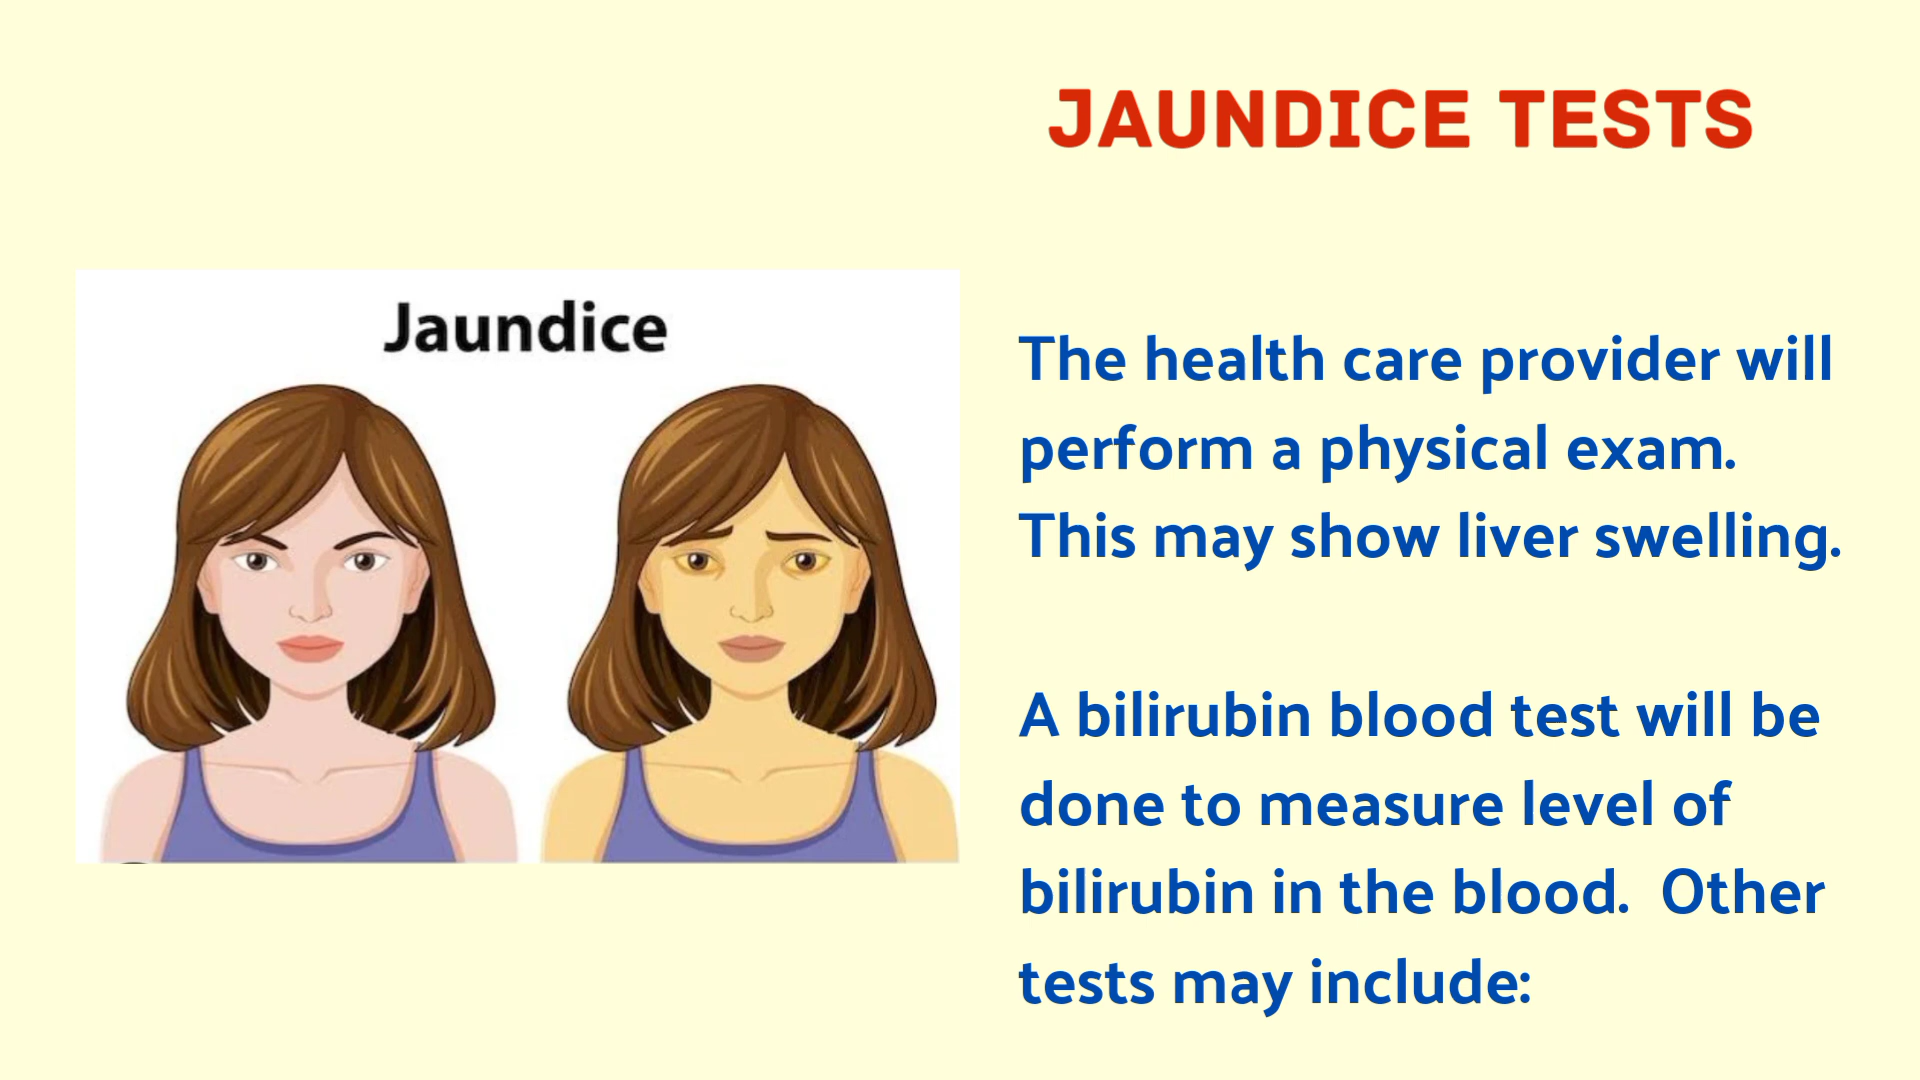 JAUNDICE TESTS
Jaundice
The health care provider will
perform a physical exam.
This may show liver swelling.
A bilirubin blood test will be
done to measure level of
bilirubin in the blood.  Other
tests may include: